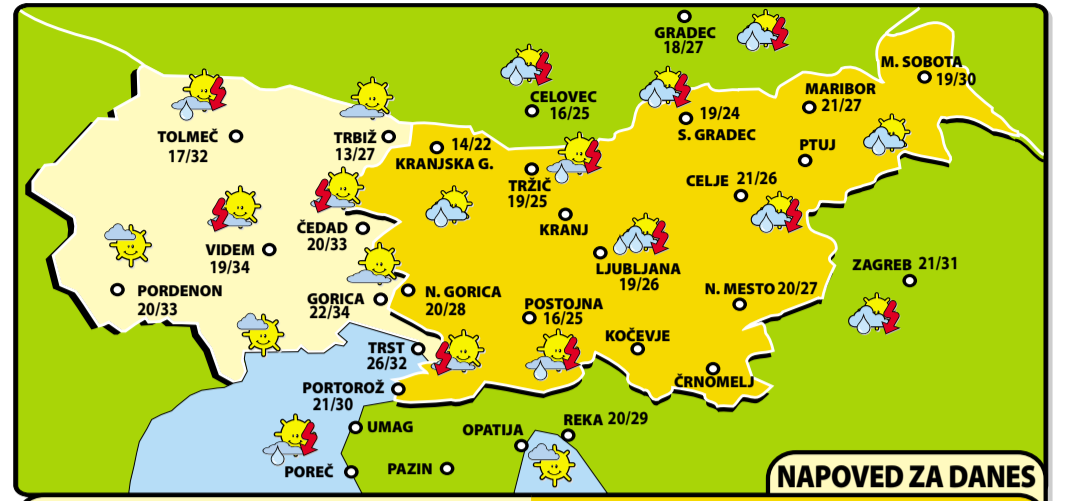 GRADEC
18/27
M. SOBOTA
19/30
CELOVEC
16/25
MARIBOR
21/27
19/24
S. GRADEC
TOLMEČ
17/32
TRBIŽ
13/27
14/22
KRANJSKA G.
PTUJ
TRŽIČ
19/25
CELJE 21/26
KRANJ
ČEDAD
20/33
VIDEM
19/34
LJUBLJANA
19/26
ZAGREB 21/31
PORDENON
20/33
GORICA
22/34
N. GORICA
20/28
N. MESTO 20/27
POSTOJNA
16/25
KOČEVJE
TRST
26/32
ČRNOMELJ
PORTOROŽ
21/30
UMAG
OPATIJA
REKA 20/29
POREČ
PAZIN
NAPOVED ZA DANES